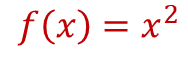 f(x) = x²